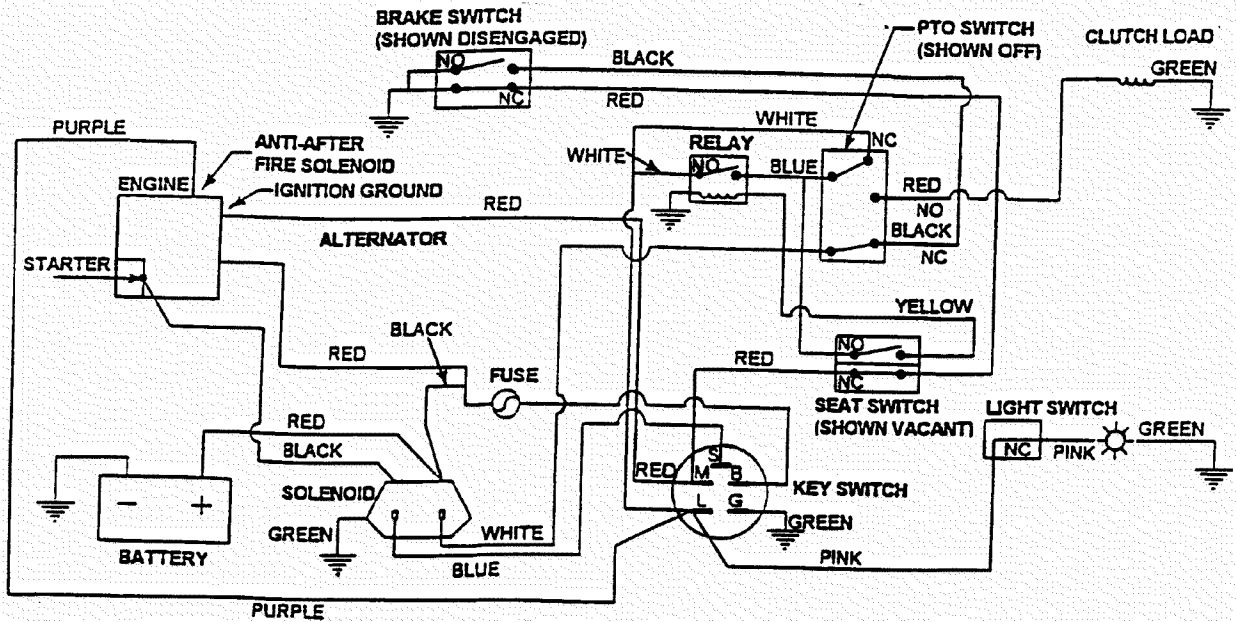 BRAKE SWITCH
(SHOWN DISENGAGED)
NO
NC
BLACK
RED
PTO SWITCH
(SHOWN OFF)
CLUTCH LOAD
GREEN
PURPLE
ANTI-AFTER
FIRE SOLENOID
ENGINE
IGNITION GROUND
WHITE
RELAY
WHITE
NO
BLUE
NC
RED
NO
BLACK
NC
RED
ALTERNATOR
STARTER
YELLOW
BLACK
RED
FUSE
RED
NO
NC
SEAT SWITCH
(SHOWN VACANT)
LIGHT SWITCH
NC
PINK
GREEN
RED
BLACK
RED
S
M
B
L
G
KEY SWITCH
GREEN
SOLENOID
GREEN
WHITE
BLUE
- +
BATTERY
PINK
PURPLE